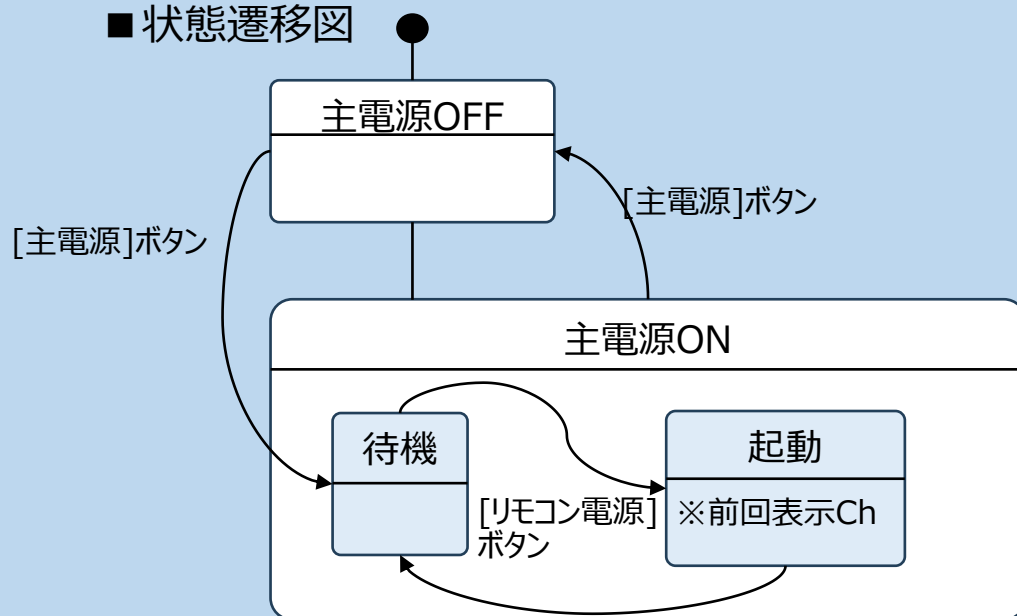 ■状態遷移図
主電源OFF
[主電源]ボタン
[主電源]ボタン
主電源ON
待機
起動
[リモコン電源]
ボタン
※前回表示Ch